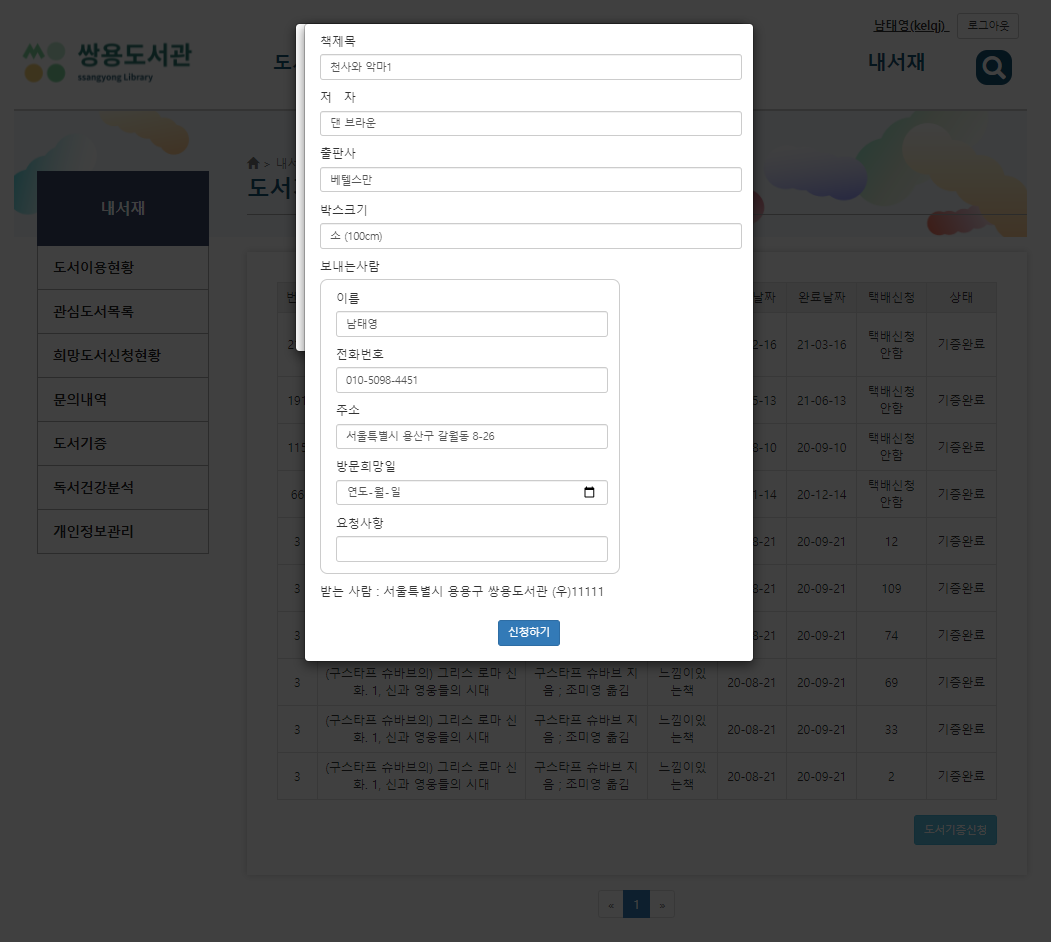 남태영(kelqj)
로그아웃
쌍용도서관
ssangyong Library
도
내서재
> 내서
도서
내서재
도서이용현황
관심도서목록
희망도서신청현황
문의내역
도서기증
독서건강분석
개인정보관리
책제목
천사와 악마1
저 자
댄 브라운
출판사
베텔스만
박스크기
소 (100cm)
보내는사람
이름
남태영
전화번호
010-5098-4451
주소
서울특별시 용산구 갈월동 8-26
방문희망일
연도-월-일
요청사항
받는 사람 : 서울특별시 용용구 쌍용도서관 (우)11111
신청하기
날짜 완료날짜 택배신청 상태
2-16 21-03-16 택배신청 안함 기증완료
191 5-13 21-06-13 택배신청 안함 기증완료
115 8-10 20-09-10 택배신청 안함 기증완료
66 1-14 20-12-14 택배신청 안함 기증완료
3 8-21 20-09-21 12 기증완료
3 8-21 20-09-21 109 기증완료
3 8-21 20-09-21 74 기증완료
3 (구스타프 슈바브의) 그리스 로마 신화. 1, 신과 영웅들의 시대 구스타프 슈바브 지음 ; 조미영 옮김 느낌이있는책 20-08-21 20-09-21 69 기증완료
3 (구스타프 슈바브의) 그리스 로마 신화. 1, 신과 영웅들의 시대 구스타프 슈바브 지음 ; 조미영 옮김 느낌이있는책 20-08-21 20-09-21 33 기증완료
3 (구스타프 슈바브의) 그리스 로마 신화. 1, 신과 영웅들의 시대 구스타프 슈바브 지음 ; 조미영 옮김 느낌이있는책 20-08-21 20-09-21 2 기증완료
도서기증신청
« 1 »